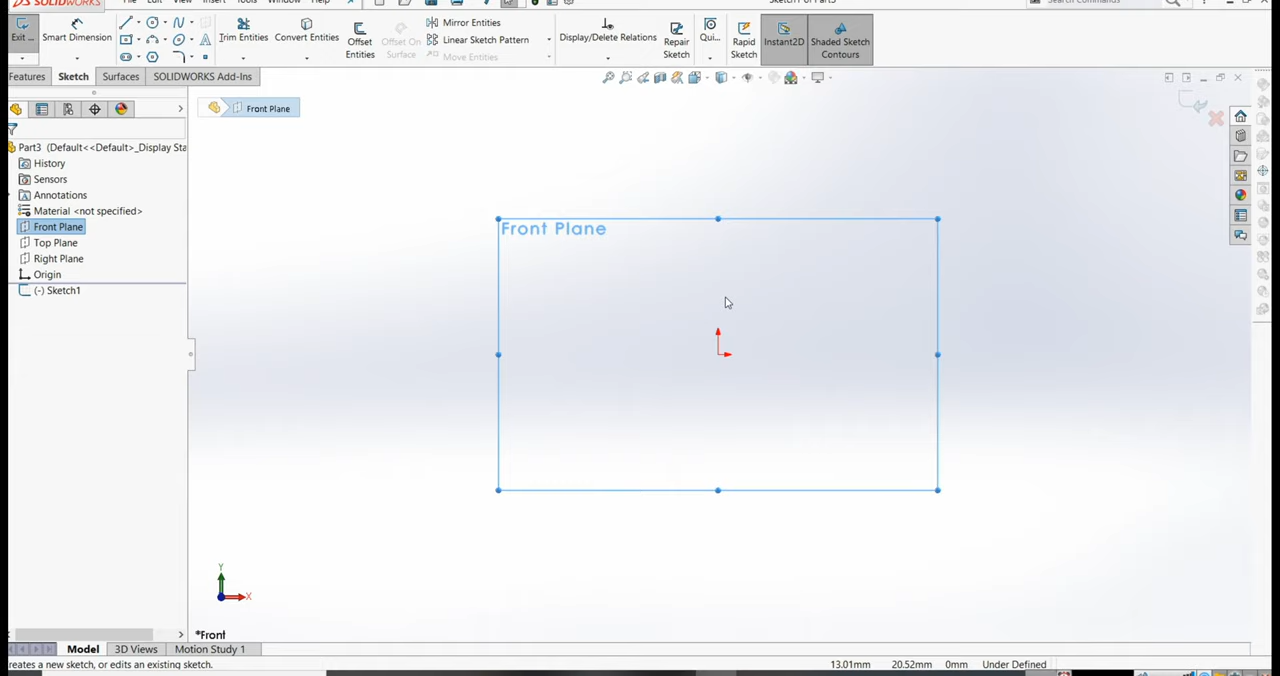 SOLIDWORKS
Search Commands
Exit ...
Smart Dimension
Trim Entities
Convert Entities
Offset Entities
Offset On Surface
Mirror Entities
Linear Sketch Pattern
Move Entities
Display/Delete Relations
Repair Sketch
Qui...
Rapid Sketch
Instant2D
Shaded Sketch Contours
Features
Sketch
Surfaces
SOLIDWORKS Add-Ins
Front Plane
Part3 (Default<<Default>_Display Sta
History
Sensors
Annotations
Material <not specified>
Front Plane
Top Plane
Right Plane
Origin
(-) Sketch1
Front Plane
Y
X
*Front
Model
3D Views
Motion Study 1
reates a new sketch, or edits an existing sketch.
13.01mm
20.52mm
0mm
Under Defined